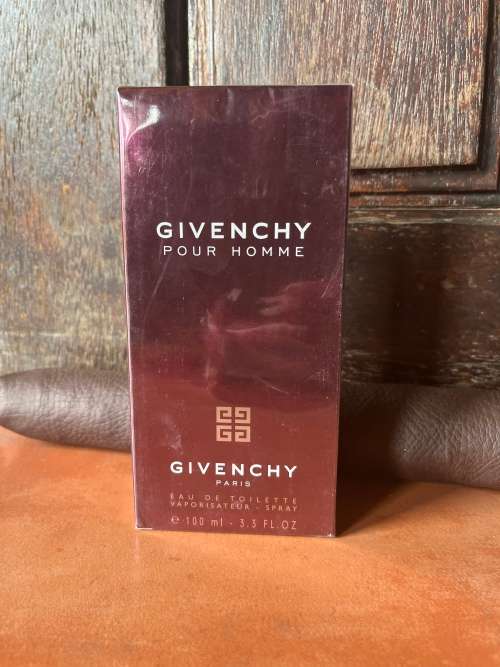 GIVENCHY
POUR HOMME
GIVENCHY
PARIS
EAU DE TOILETTE
VAPORISATEUR - SPRAY
℮ 100 ml - 3.3 FL.OZ